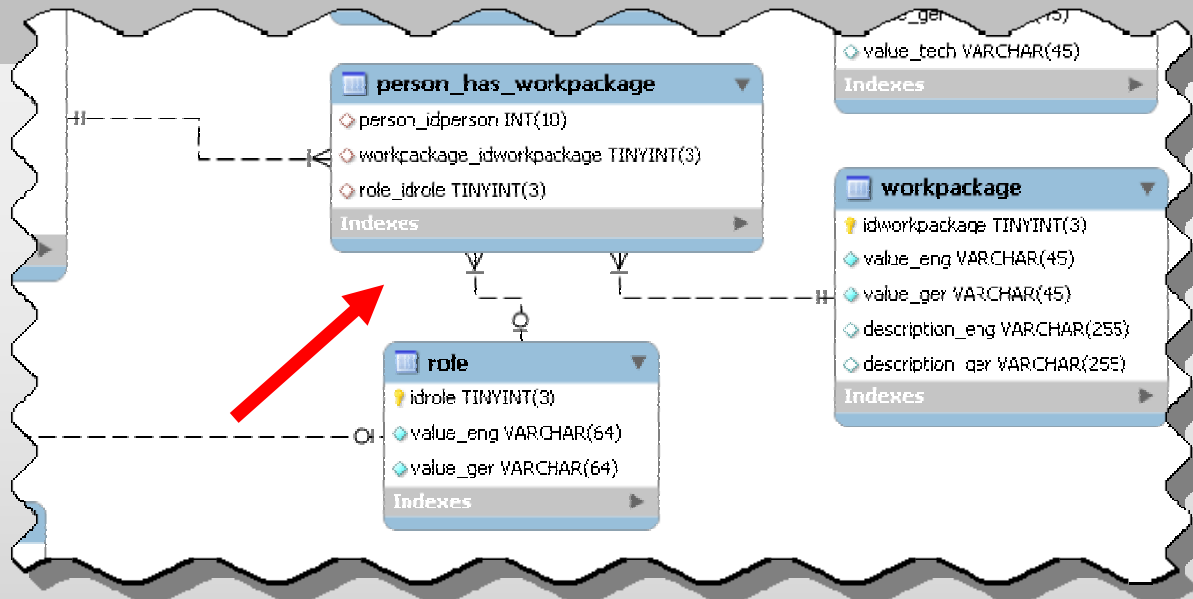 value_tech VARCHAR(45)
Indexes
person_has_workpackage
person_idperson INT(10)
workpackage_idworkpackage TINYINT(3)
role_idrole TINYINT(3)
Indexes
workpackage
idworkpackage TINYINT(3)
value_eng VARCHAR(45)
value_ger VARCHAR(45)
description_eng VARCHAR(255)
description_ger VARCHAR(255)
Indexes
role
idrole TINYINT(3)
value_eng VARCHAR(64)
value_ger VARCHAR(64)
Indexes